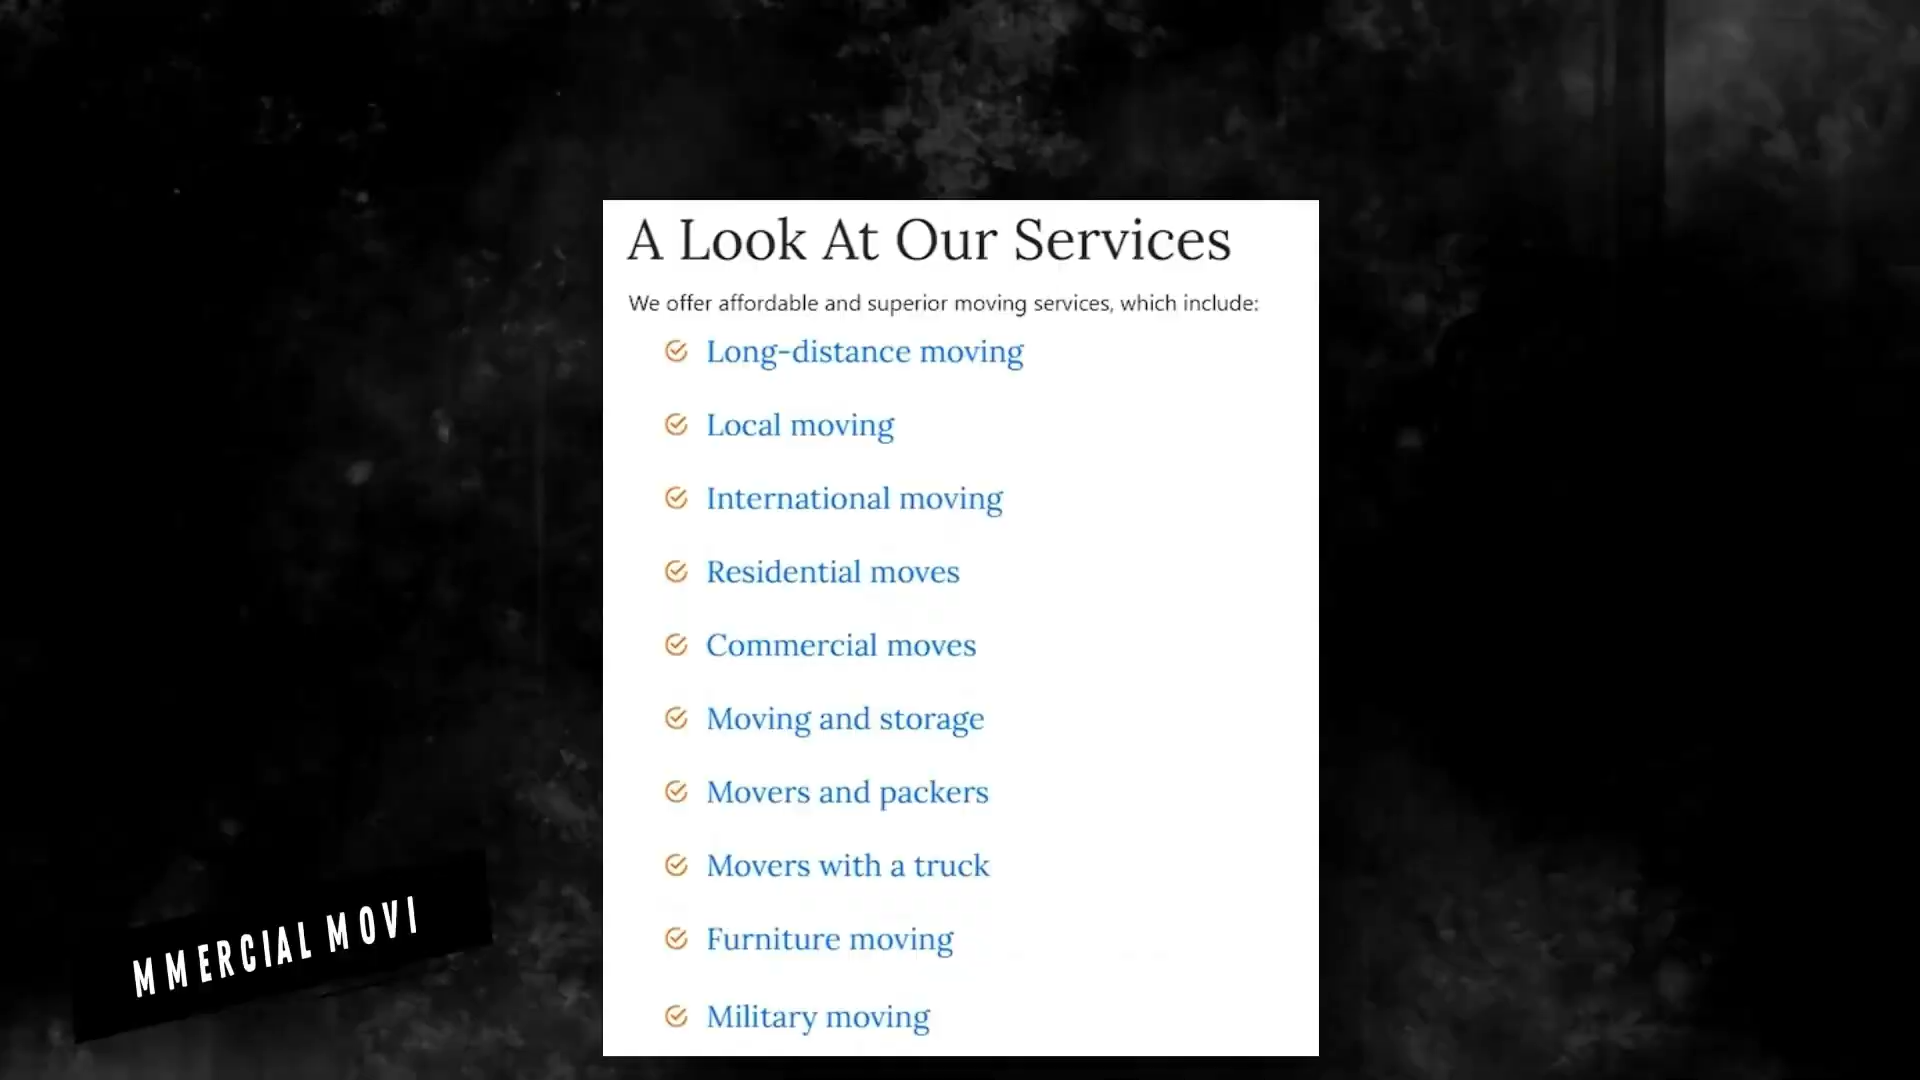 A Look At Our Services
We offer affordable and superior moving services, which include:
Long-distance moving
Local moving
International moving
Residential moves
Commercial moves
Moving and storage
Movers and packers
Movers with a truck
Furniture moving
Military moving
MMERCIAL MOVI